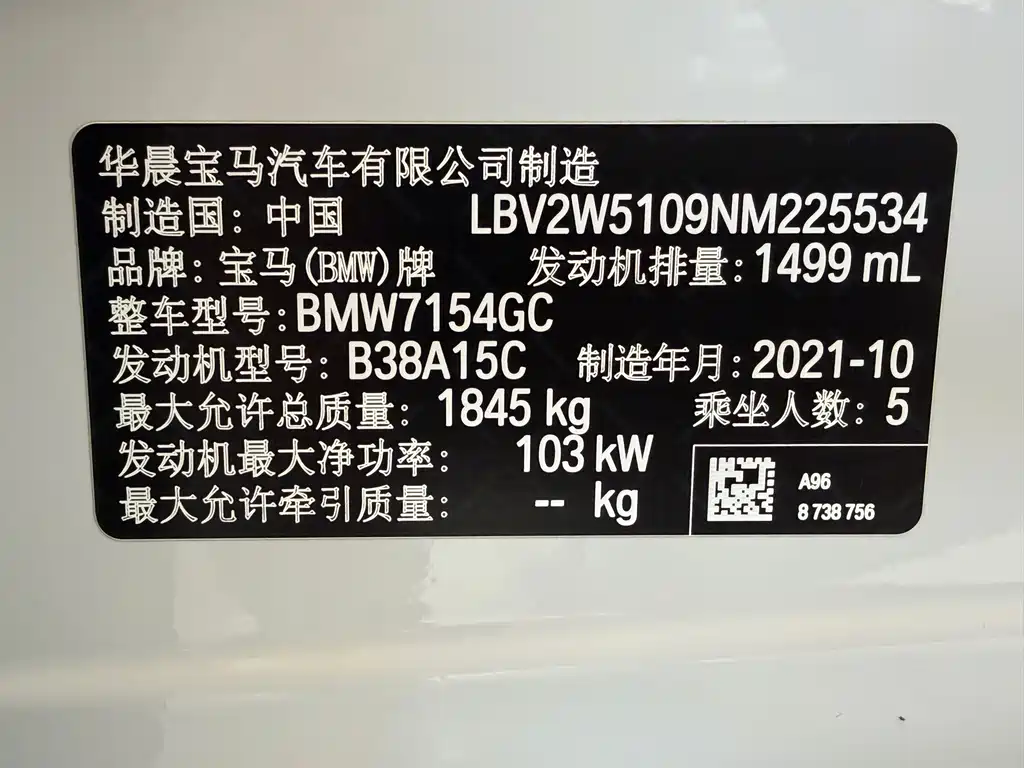 华晨宝马汽车有限公司制造
制造国：中国 LBV2W5109NM225534
品牌：宝马(BMW)牌 发动机排量：1499 mL
整车型号：BMW7154GC
发动机型号：B38A15C 制造年月：2021-10
最大允许总质量：1845 kg 乘坐人数：5
发动机最大净功率：103 kW
最大允许牵引质量：-- kg
A96
8 738 756